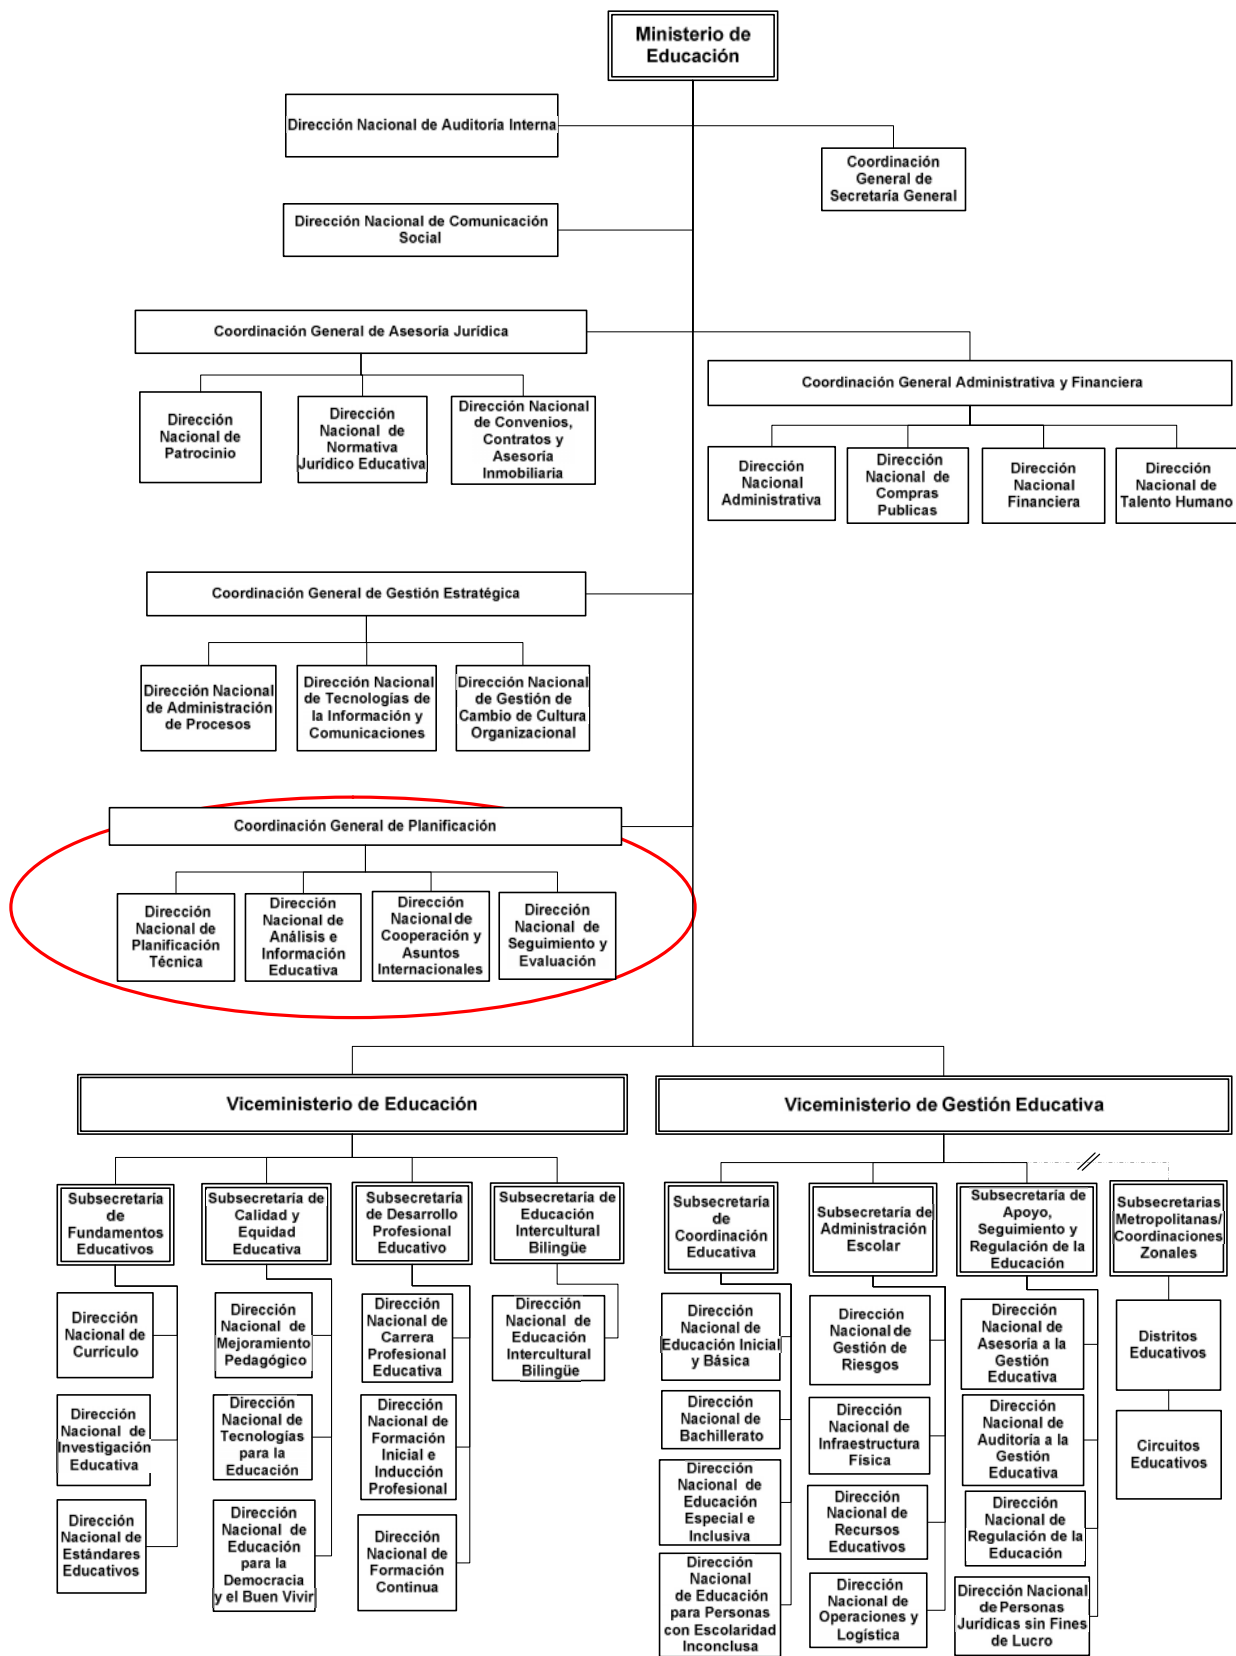 Ministerio de
Educación
Dirección Nacional de Auditoría Interna
Coordinación
General de
Secretaría General
Dirección Nacional de Comunicación
Social
Coordinación General de Asesoría Jurídica
Coordinación General Administrativa y Financiera
Dirección
Nacional de
Patrocinio
Dirección
Nacional de
Normativa
Jurídico Educativa
Dirección Nacional
de Convenios,
Contratos y
Asesoría
Inmobiliaria
Dirección
Nacional
Administrativa
Dirección
Nacional de
Compras
Publicas
Dirección
Nacional
Financiera
Dirección
Nacional de
Talento Humano
Coordinación General de Gestión Estratégica
Dirección Nacional
de Administración
de Procesos
Dirección Nacional
de Tecnologías de
la Información y
Comunicaciones
Dirección Nacional
de Gestión de
Cambio de Cultura
Organizacional
Coordinación General de Planificación
Dirección
Nacional de
Planificación
Técnica
Dirección
Nacional de
Análisis e
Información
Educativa
Dirección
Nacional de
Cooperación y
Asuntos
Internacionales
Dirección
Nacional de
Seguimiento y
Evaluación
Viceministerio de Educación
Viceministerio de Gestión Educativa
Subsecretaría
de
Fundamentos
Educativos
Subsecretaría de
Calidad y
Equidad
Educativa
Subsecretaría
de Desarrollo
Profesional
Educativo
Subsecretaría de
Educación
Intercultural
Bilingüe
Subsecretaría
de
Coordinación
Educativa
Subsecretaría de
Administración
Escolar
Subsecretaría de
Apoyo,
Seguimiento y
Regulación de la
Educación
Subsecretarias
Metropolitanas/
Coordinaciones
Zonales
Dirección
Nacional de
Currículo
Dirección
Nacional de
Mejoramiento
Pedagógico
Dirección
Nacional de
Carrera
Profesional
Educativa
Dirección
Nacional de
Educación
Intercultural
Bilingüe
Dirección
Nacional de
Educación Inicial
y Básica
Dirección
Nacional de
Gestión de
Riesgos
Dirección
Nacional de
Asesoría a la
Gestión
Educativa
Distritos
Educativos
Dirección
Nacional de
Investigación
Educativa
Dirección
Nacional de
Tecnologías
para la
Educación
Dirección
Nacional de
Formación
Inicial e
Inducción
Profesional
Dirección
Nacional de
Bachillerato
Dirección
Nacional de
Infraestructura
Física
Dirección
Nacional de
Auditoría a la
Gestión
Educativa
Circuitos
Educativos
Dirección
Nacional de
Estándares
Educativos
Dirección
Nacional de
Educación
para la
Democracia
y el Buen Vivir
Dirección
Nacional de
Formación
Continua
Dirección
Nacional de
Educación
Especial e
Inclusiva
Dirección
Nacional de
Recursos
Educativos
Dirección
Nacional de
Regulación de la
Educación
Dirección
Nacional
de Educación
para Personas
con Escolaridad
Inconclusa
Dirección
Nacional de
Operaciones y
Logística
Dirección Nacional
de Personas
Jurídicas sin Fines
de Lucro